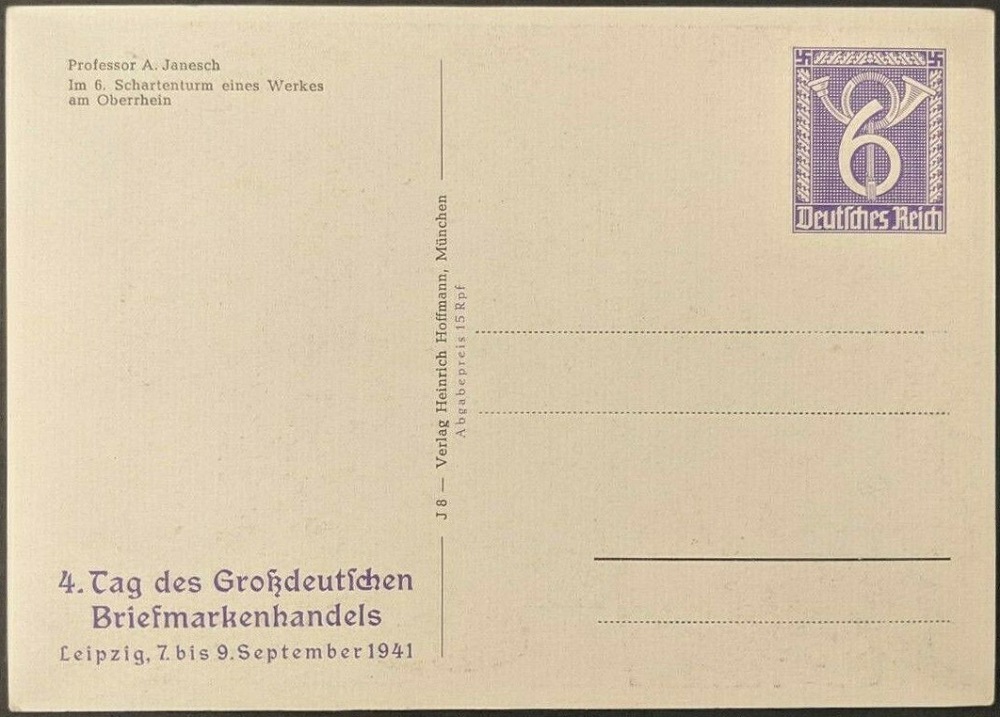 Professor A. Janesch
Im 6. Schartenturm eines Werkes
am Oberrhein
6
Deutsches Reich
J 8 — Verlag Heinrich Hoffmann, München
Abgabepreis 15 Rpf
4. Tag des Großdeutschen
Briefmarkenhandels
Leipzig, 7. bis 9. September 1941